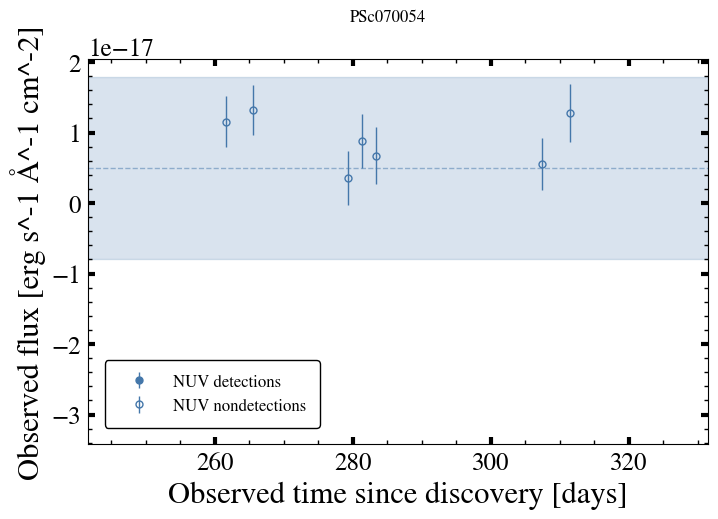 PSc070054
1e−17
2
1
0
−1
−2
−3
Observed flux [erg s^-1 Å^-1 cm^-2]
NUV detections
NUV nondetections
260 280 300 320
Observed time since discovery [days]